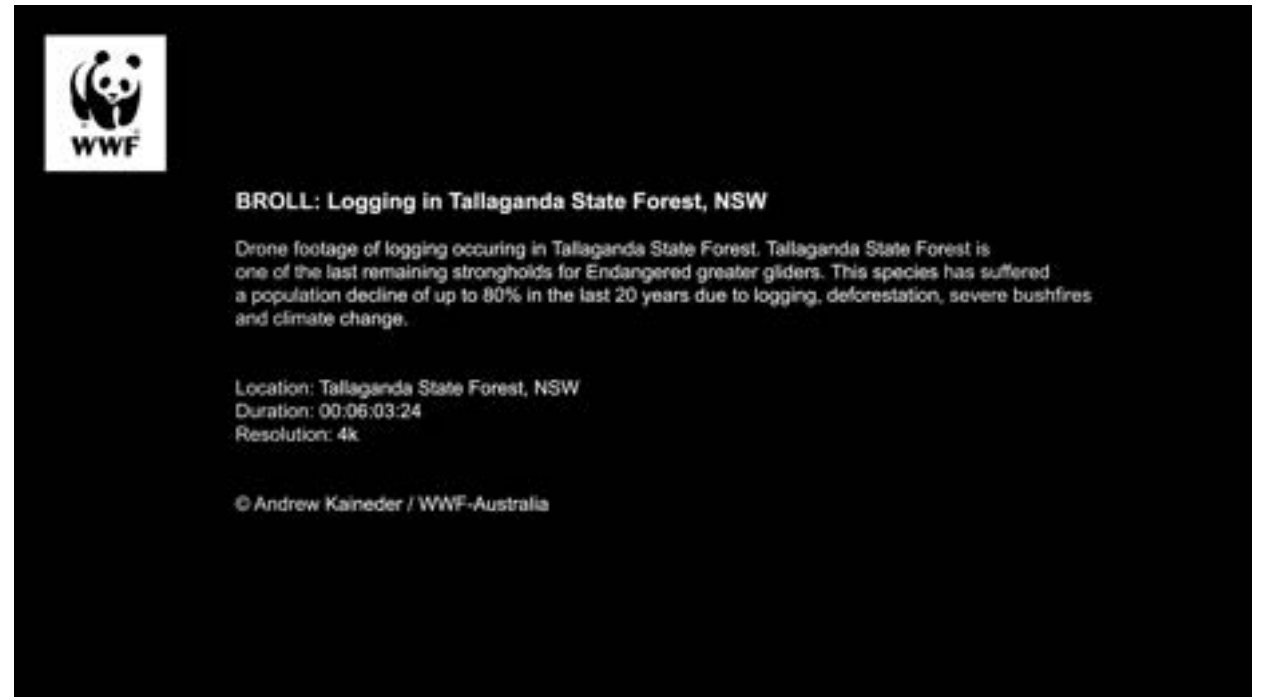 WWF
BROLL: Logging in Tallaganda State Forest, NSW
Drone footage of logging occuring in Tallaganda State Forest. Tallaganda State Forest is
one of the last remaining strongholds for Endangered greater gliders. This species has suffered
a population decline of up to 80% in the last 20 years due to logging, deforestation, severe bushfires
and climate change.
Location: Tallaganda State Forest, NSW
Duration: 00:06:03:24
Resolution: 4k
© Andrew Kaineder / WWF-Australia